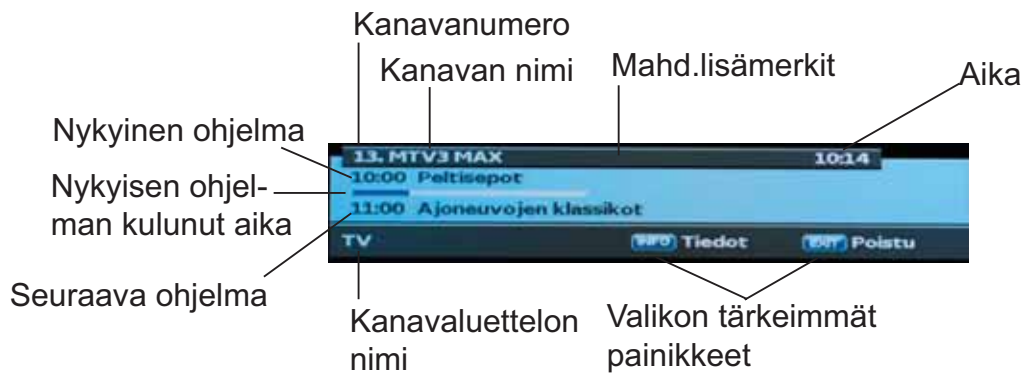 Kanavanumero
Kanavan nimi
Mahd.lisämerkit
Aika
Nykyinen ohjelma
13. MTV3 MAX 10:14
10:00 Peltisepot
Nykyisen ohjel-
man kulunut aika
11:00 Ajoneuvojen klassikot
TV INFO Tiedot EXIT Poistu
Seuraava ohjelma
Kanavaluettelon
nimi
Valikon tärkeimmät
painikkeet